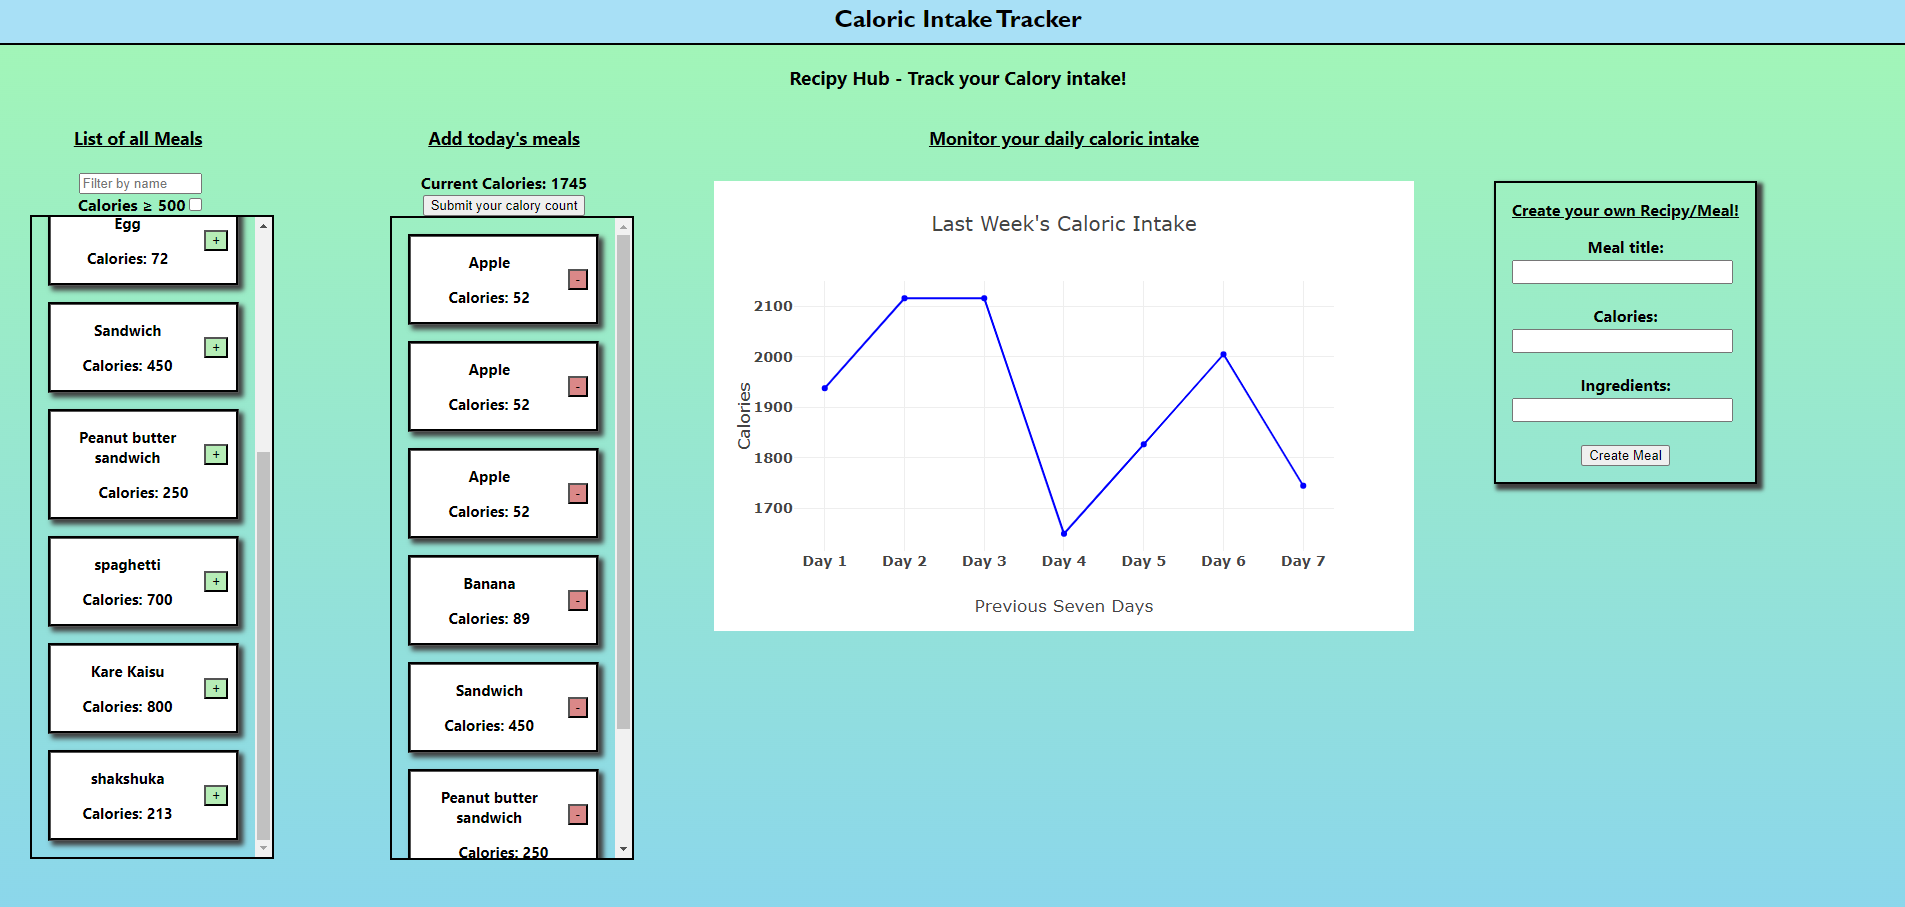 Caloric Intake Tracker
Recipy Hub - Track your Calory intake!
List of all Meals
Filter by name
Calories ≥ 500
Egg
Calories: 72
+
Sandwich
Calories: 450
+
Peanut butter
sandwich
Calories: 250
+
spaghetti
Calories: 700
+
Kare Kaisu
Calories: 800
+
shakshuka
Calories: 213
+
Add today's meals
Current Calories: 1745
Submit your calory count
Apple
Calories: 52
-
Apple
Calories: 52
-
Apple
Calories: 52
-
Banana
Calories: 89
-
Sandwich
Calories: 450
-
Peanut butter
sandwich
Calories: 250
-
Monitor your daily caloric intake
Last Week's Caloric Intake
Calories
2100
2000
1900
1800
1700
Day 1 Day 2 Day 3 Day 4 Day 5 Day 6 Day 7
Previous Seven Days
Create your own Recipy/Meal!
Meal title:
Calories:
Ingredients:
Create Meal